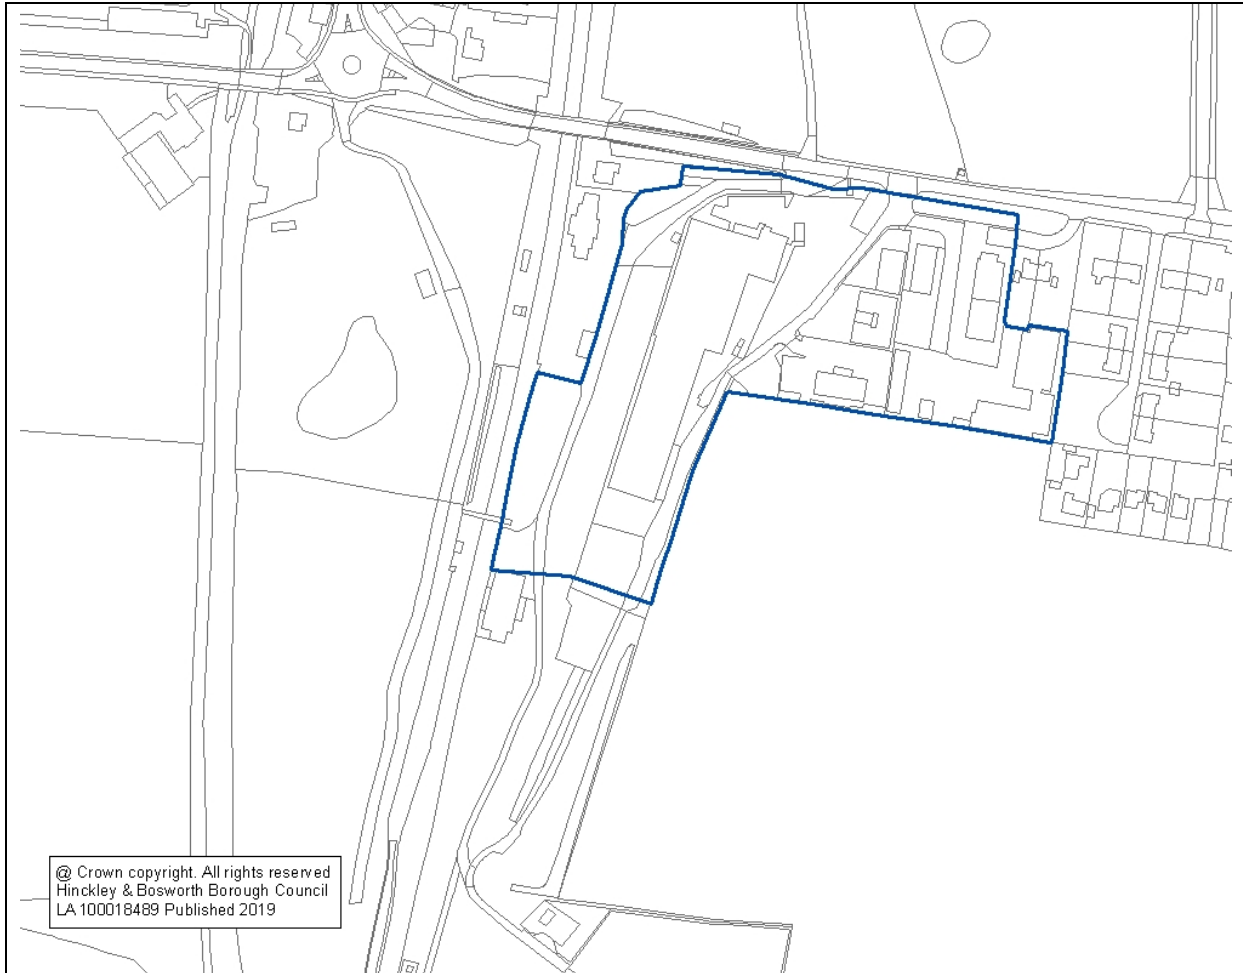 @ Crown copyright. All rights reserved
Hinckley & Bosworth Borough Council
LA 100018489 Published 2019